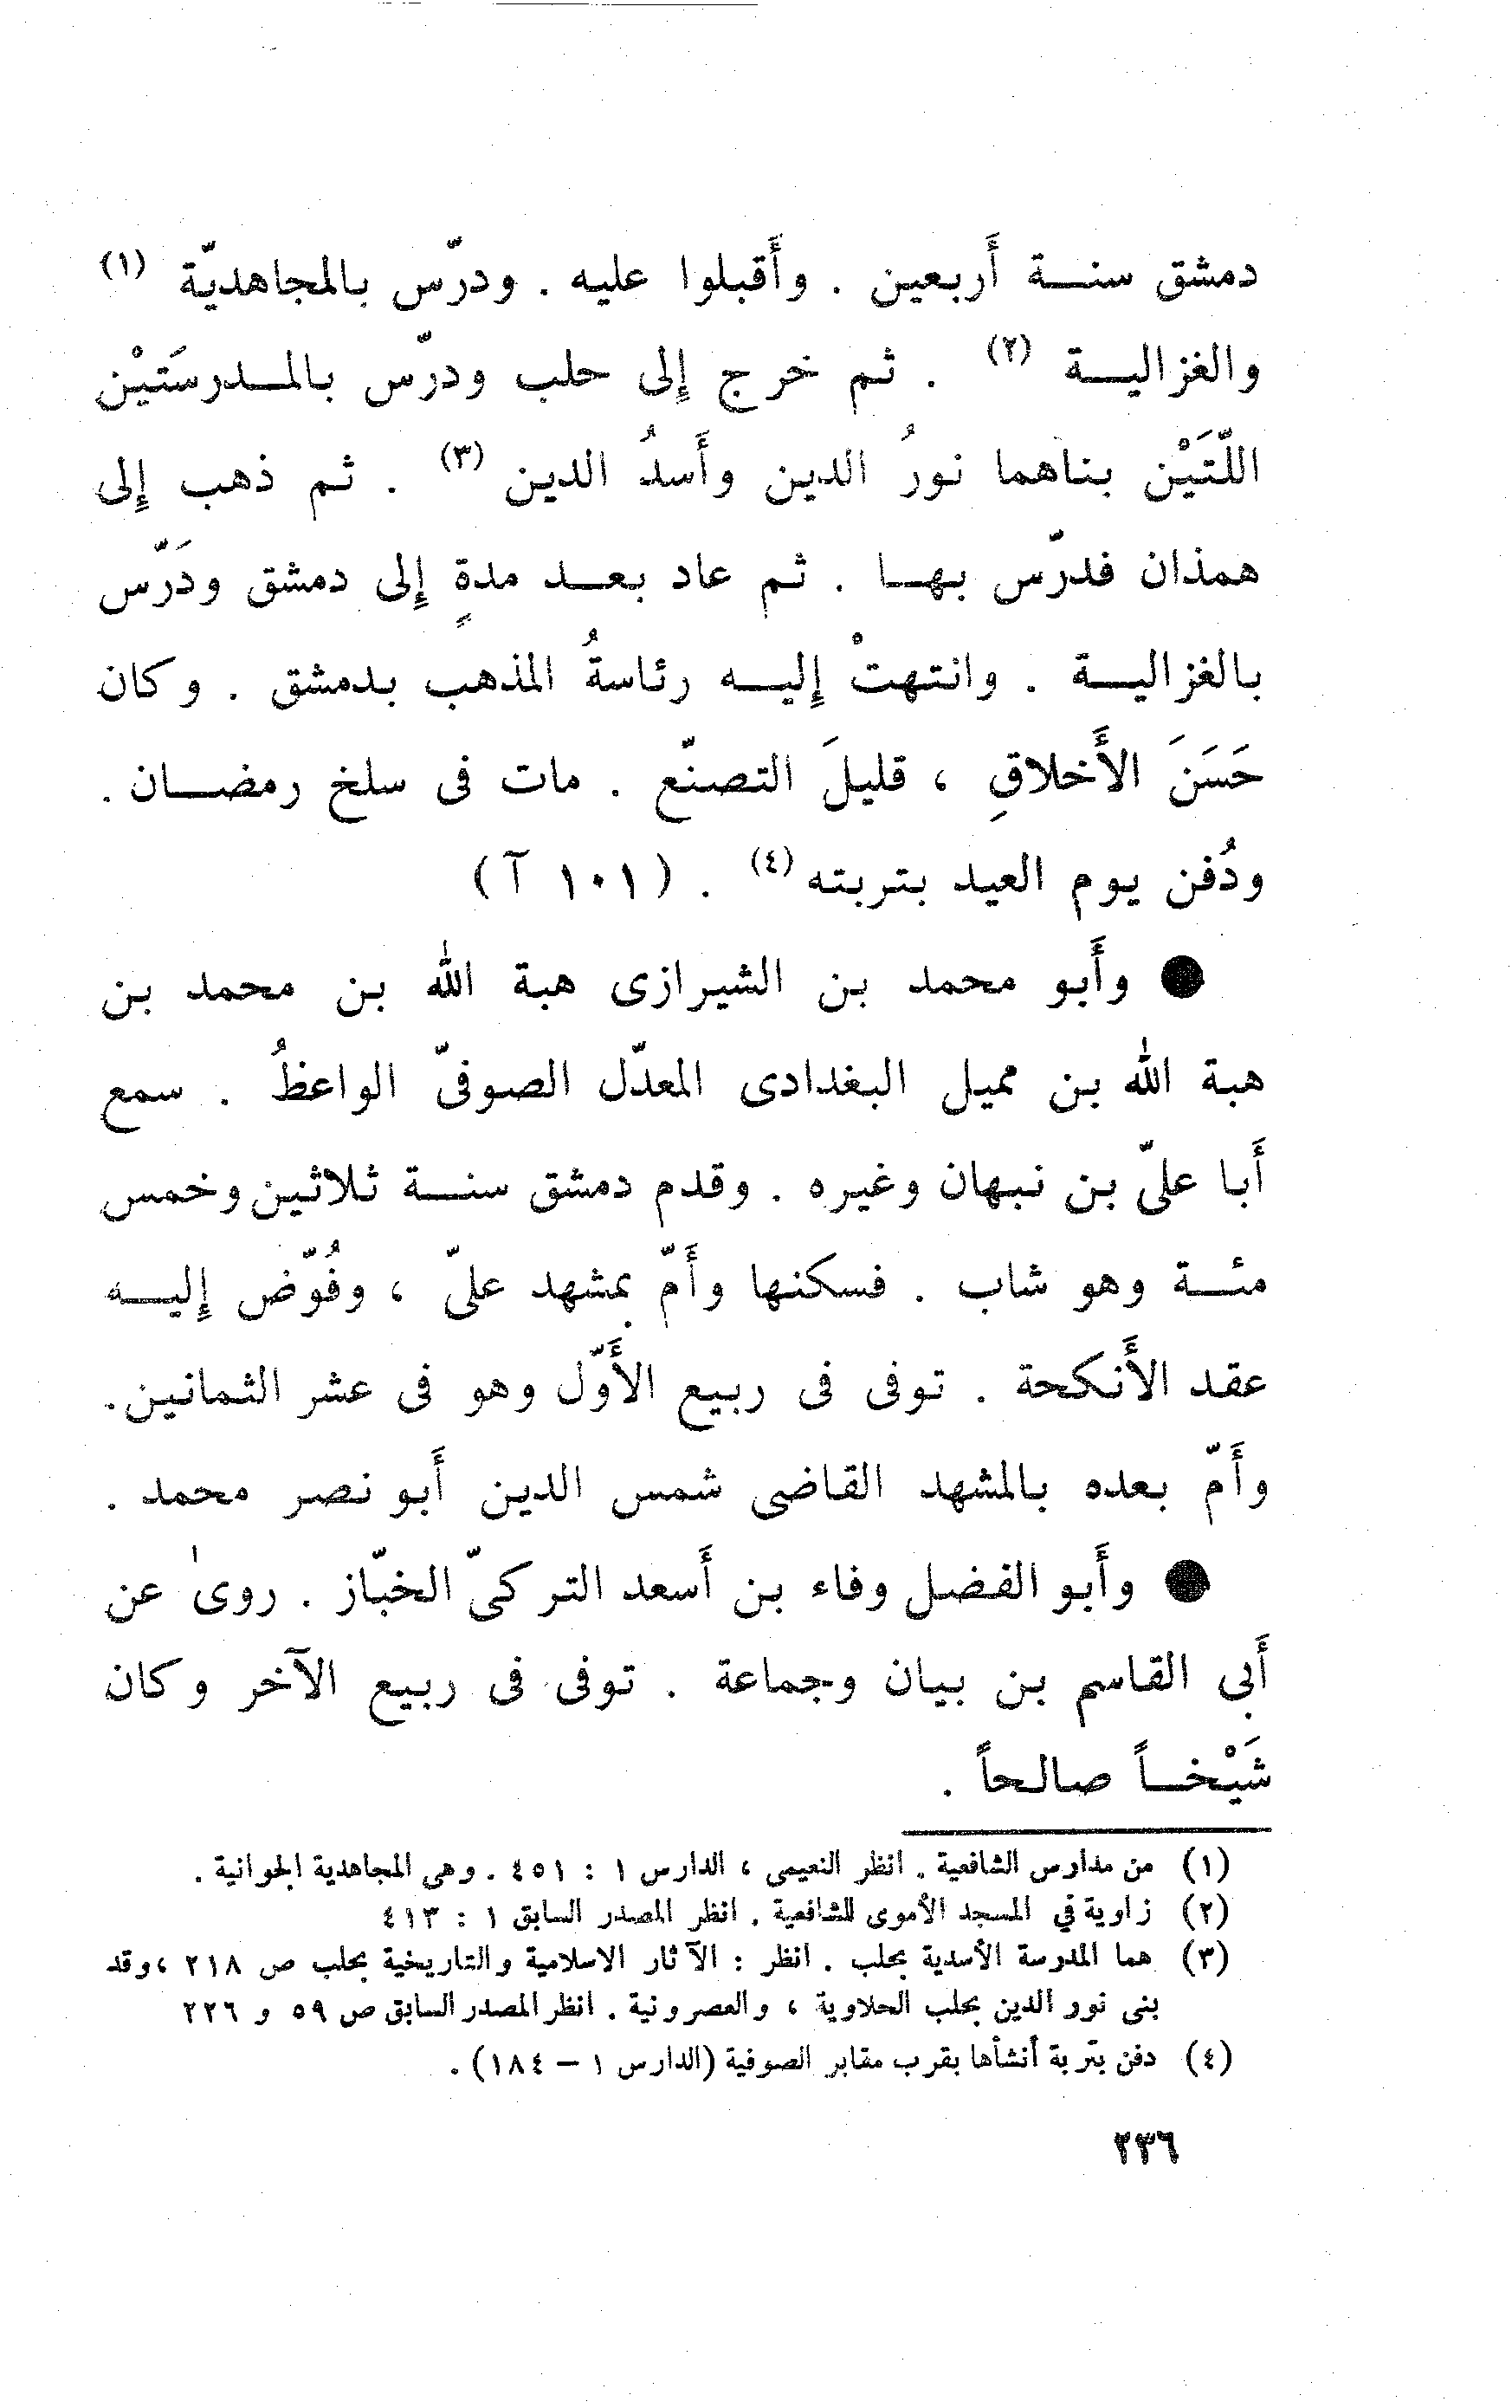 دمشق سنة أَربعين . وأَقبلوا عليه . ودرّس بالمجاهديّة (١)
والغزالية (٢) . ثم خرج إِلى حلب ودرّس بالمدرسَتيْن
اللّتَيْن بناهما نورُ الدين وأَسدُ الدين (٣) . ثم ذهب إِلى
همذان فدرّس بها . ثم عاد بعد مدةٍ إِلى دمشق ودَرّس
بالغزالية . وانتهتْ إِليه رئاسةُ المذهب بدمشق . وكان
حَسَنَ الأَخلاقِ ، قليلَ التصنّع . مات فى سلخ رمضان .
ودُفن يوم العيد بتربته (٤) . (١٠١ آ)
● وأَبو محمد بن الشيرازى هبة الله بن محمد بن
هبة الله بن مميل البغدادى المعدّل الصوفىّ الواعظُ . سمع
أَبا علىّ بن نبهان وغيره . وقدم دمشق سنة ثلاثين وخمس
مئة وهو شاب . فسكنها وأَمّ بمشهد علىّ ، وفُوّض إِليه
عقد الأَنكحة . توفى فى ربيع الأَوّل وهو فى عشر الثمانين.
وأَمّ بعده بالمشهد القاضى شمس الدين أَبو نصر محمد .
● وأَبو الفضل وفاء بن أَسعد التركىّ الخبّاز . روىٰ عن
أَبى القاسم بن بيان وجماعة . توفى فى ربيع الآخر وكان
شَيْخاً صالحاً .
(١) من مدارس الشافعية . انظر النعيمى ، الدارس ١ : ٤٥١ . وهى المجاهدية الجوانية .
(٢) زاوية في المسجد الأموى للشافعية . انظر المصدر السابق ١ : ٤١٣
(٣) هما المدرسة الأسدية بحلب . انظر : الآثار الاسلامية والتاريخية بحلب ص ٢١٨ ، وقد
بنى نور الدين بحلب الحلاوية ، والعصرونية . انظر المصدر السابق ص ٥٩ و ٢٢٦
(٤) دفن بتربة أنشأها بقرب مقابر الصوفية (الدارس ١ – ١٨٤) .
٢٣٦